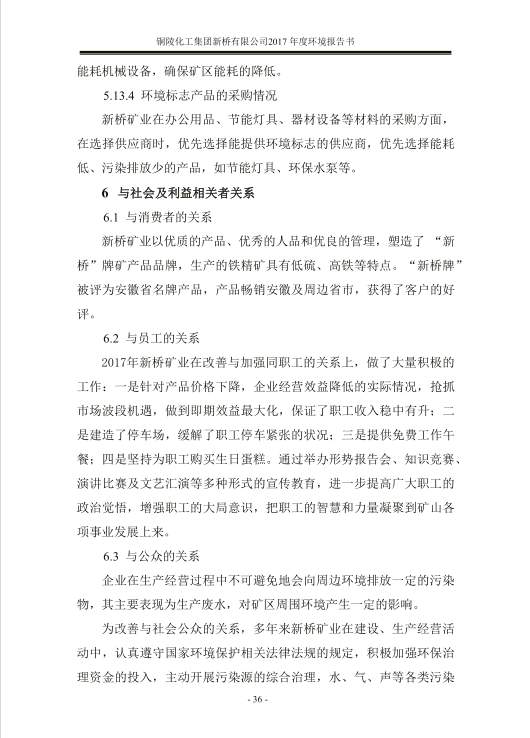 铜陵化工集团新桥有限公司2017 年度环境报告书
能耗机械设备，确保矿区能耗的降低。
5.13.4 环境标志产品的采购情况
新桥矿业在办公用品、节能灯具、器材设备等材料的采购方面，
在选择供应商时，优先选择能提供环境标志的供应商，优先选择能耗
低、污染排放少的产品，如节能灯具、环保水泵等。
6 与社会及利益相关者关系
6.1 与消费者的关系
新桥矿业以优质的产品、优秀的人品和优良的管理，塑造了 “新
桥”牌矿产品品牌，生产的铁精矿具有低硫、高铁等特点。“新桥牌”
被评为安徽省名牌产品，产品畅销安徽及周边省市，获得了客户的好
评。
6.2 与员工的关系
2017年新桥矿业在改善与加强同职工的关系上，做了大量积极的
工作：一是针对产品价格下降，企业经营效益降低的实际情况，抢抓
市场波段机遇，做到即期效益最大化，保证了职工收入稳中有升；二
是建造了停车场，缓解了职工停车紧张的状况；三是提供免费工作午
餐；四是坚持为职工购买生日蛋糕。通过举办形势报告会、知识竞赛、
演讲比赛及文艺汇演等多种形式的宣传教育，进一步提高广大职工的
政治觉悟，增强职工的大局意识，把职工的智慧和力量凝聚到矿山各
项事业发展上来。
6.3 与公众的关系
企业在生产经营过程中不可避免地会向周边环境排放一定的污染
物，其主要表现为生产废水，对矿区周围环境产生一定的影响。
为改善与社会公众的关系，多年来新桥矿业在建设、生产经营活
动中，认真遵守国家环境保护相关法律法规的规定，积极加强环保治
理资金的投入，主动开展污染源的综合治理，水、气、声等各类污染
- 36 -